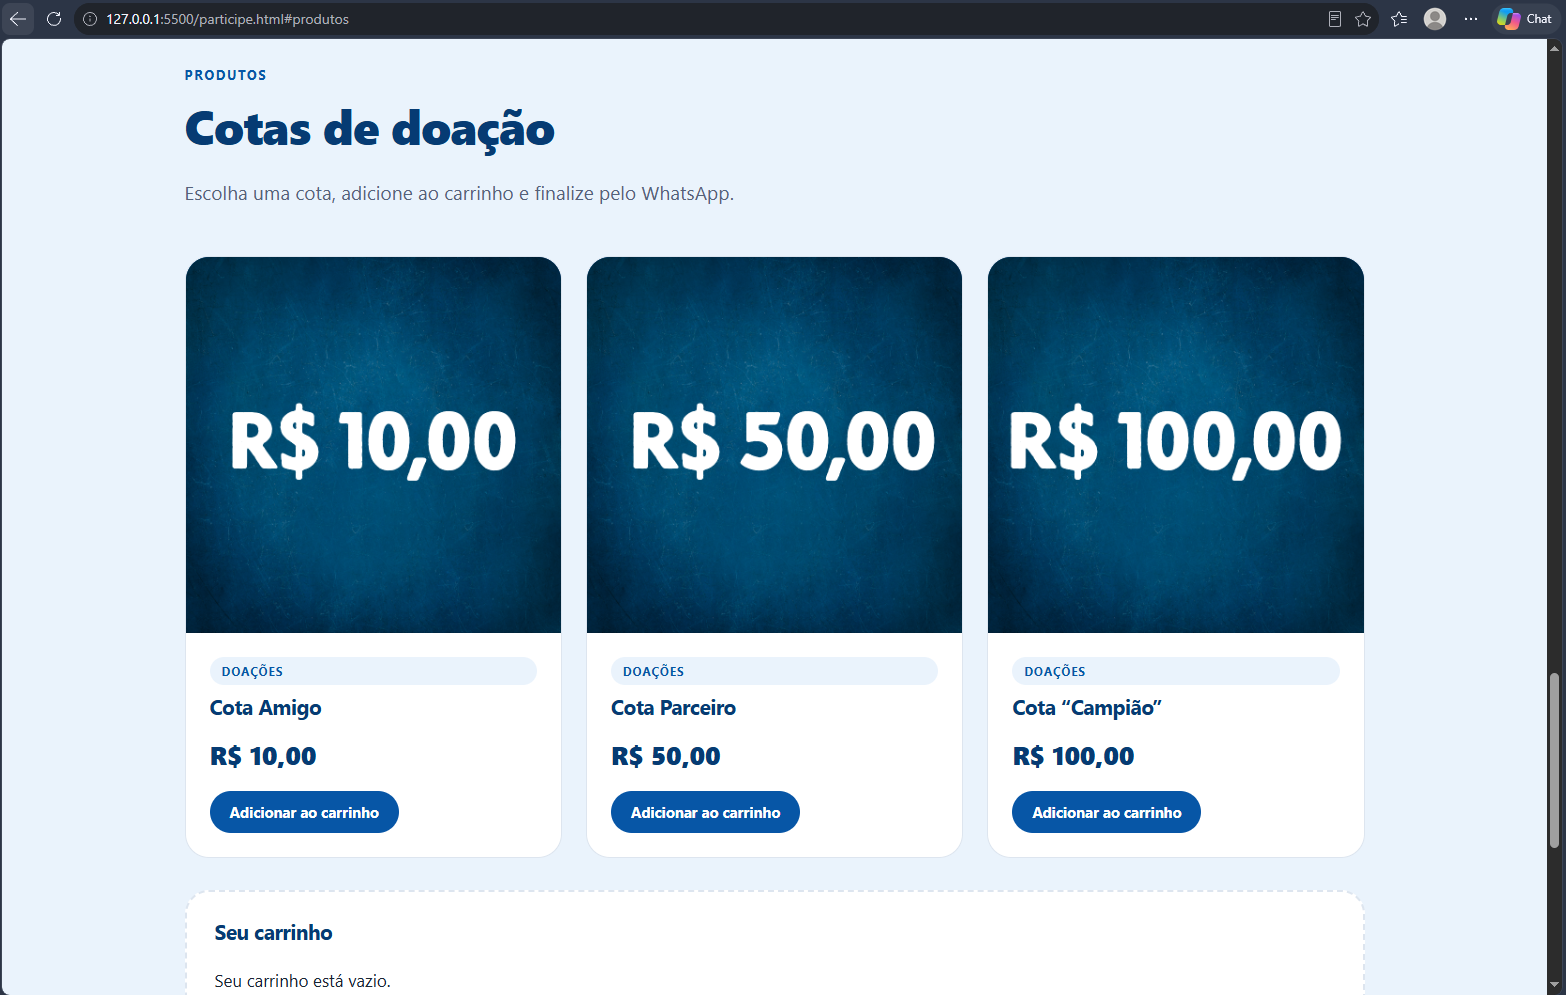 127.0.0.1:5500/participe.html#produtos
Chat
PRODUTOS
Cotas de doação
Escolha uma cota, adicione ao carrinho e finalize pelo WhatsApp.
R$ 10,00
R$ 50,00
R$ 100,00
DOAÇÕES
Cota Amigo
R$ 10,00
Adicionar ao carrinho
DOAÇÕES
Cota Parceiro
R$ 50,00
Adicionar ao carrinho
DOAÇÕES
Cota “Campião”
R$ 100,00
Adicionar ao carrinho
Seu carrinho
Seu carrinho está vazio.